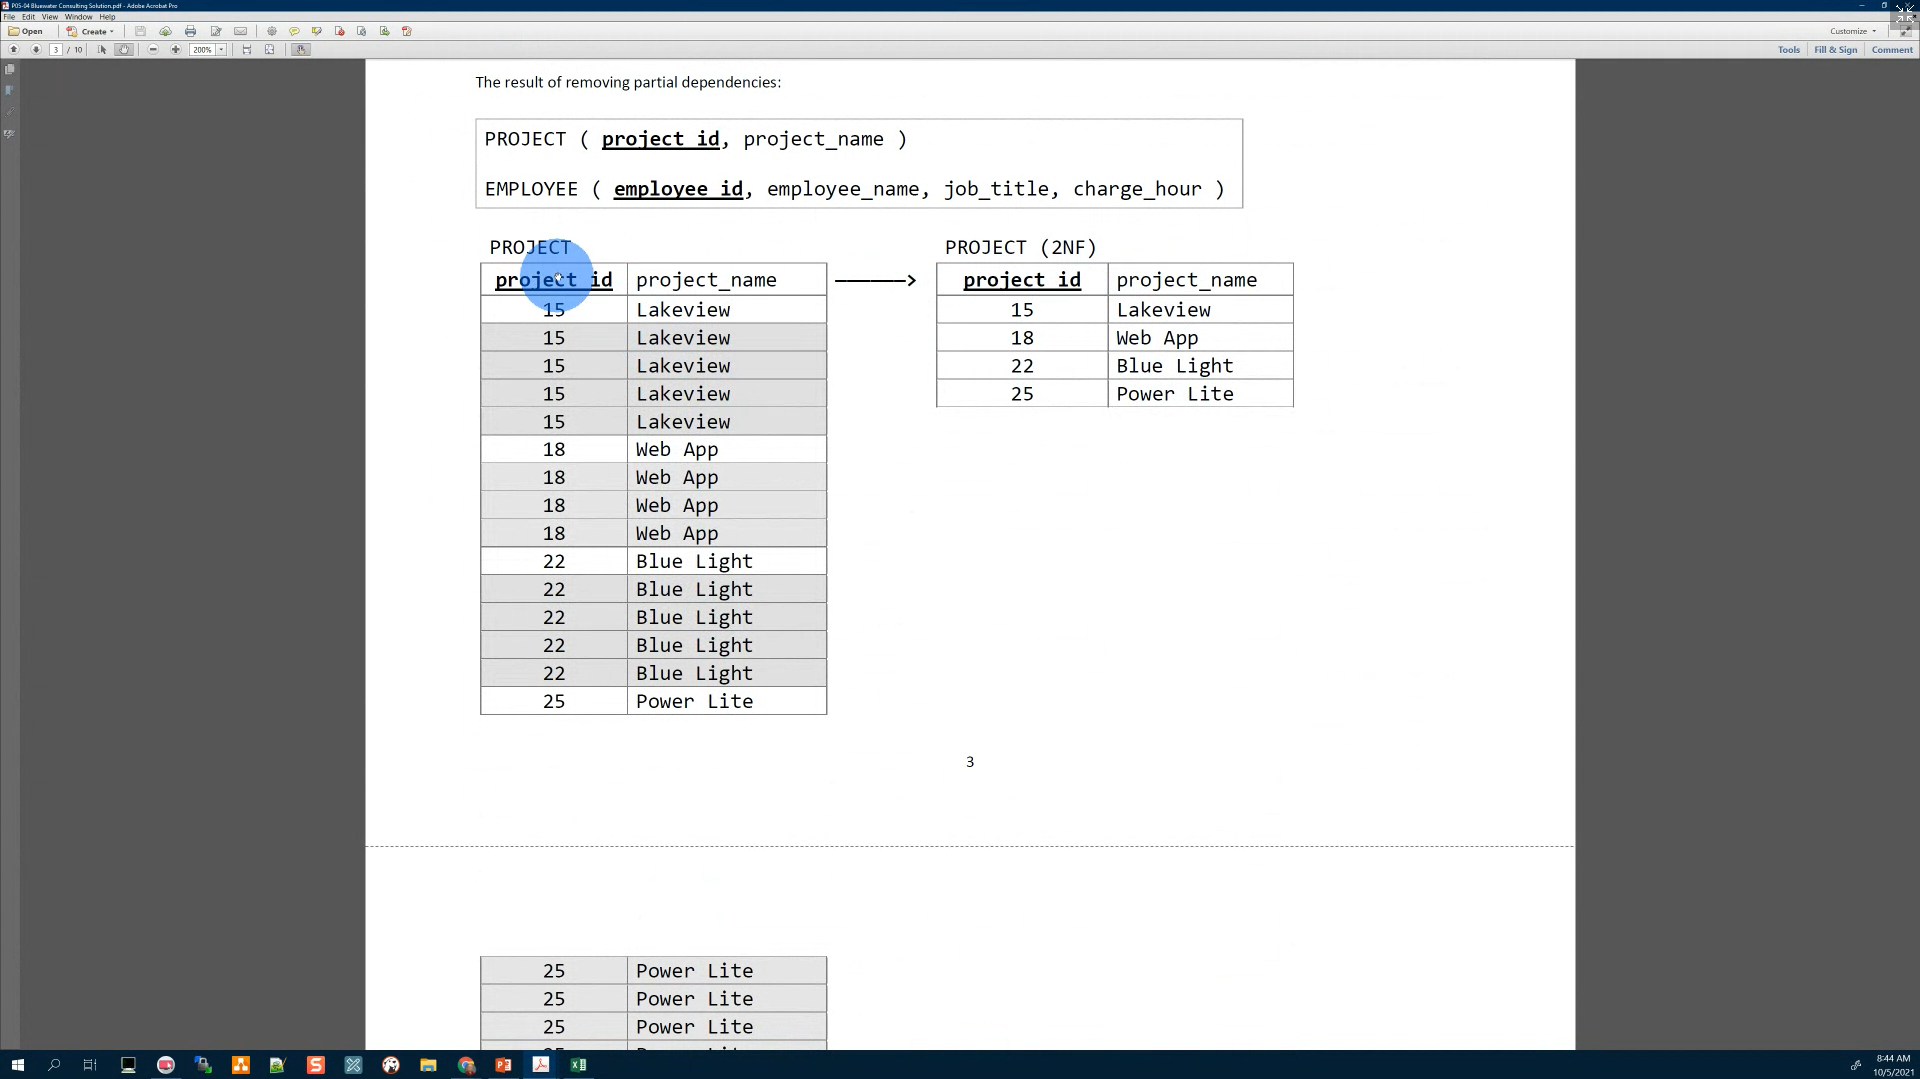 P05-04 Bluewater Consulting Solution.pdf - Adobe Acrobat Pro
File Edit View Window Help
Open Create Customize
3 / 10 200% Tools Fill & Sign Comment
The result of removing partial dependencies:
PROJECT ( project_id, project_name )
EMPLOYEE ( employee_id, employee_name, job_title, charge_hour )
PROJECT PROJECT (2NF)
project_id project_name ———————> project_id project_name
15 Lakeview 15 Lakeview
15 Lakeview 18 Web App
15 Lakeview 22 Blue Light
15 Lakeview 25 Power Lite
15 Lakeview
18 Web App
18 Web App
18 Web App
18 Web App
22 Blue Light
22 Blue Light
22 Blue Light
22 Blue Light
22 Blue Light
25 Power Lite
3
25 Power Lite
25 Power Lite
25 Power Lite
8:44 AM
10/5/2021